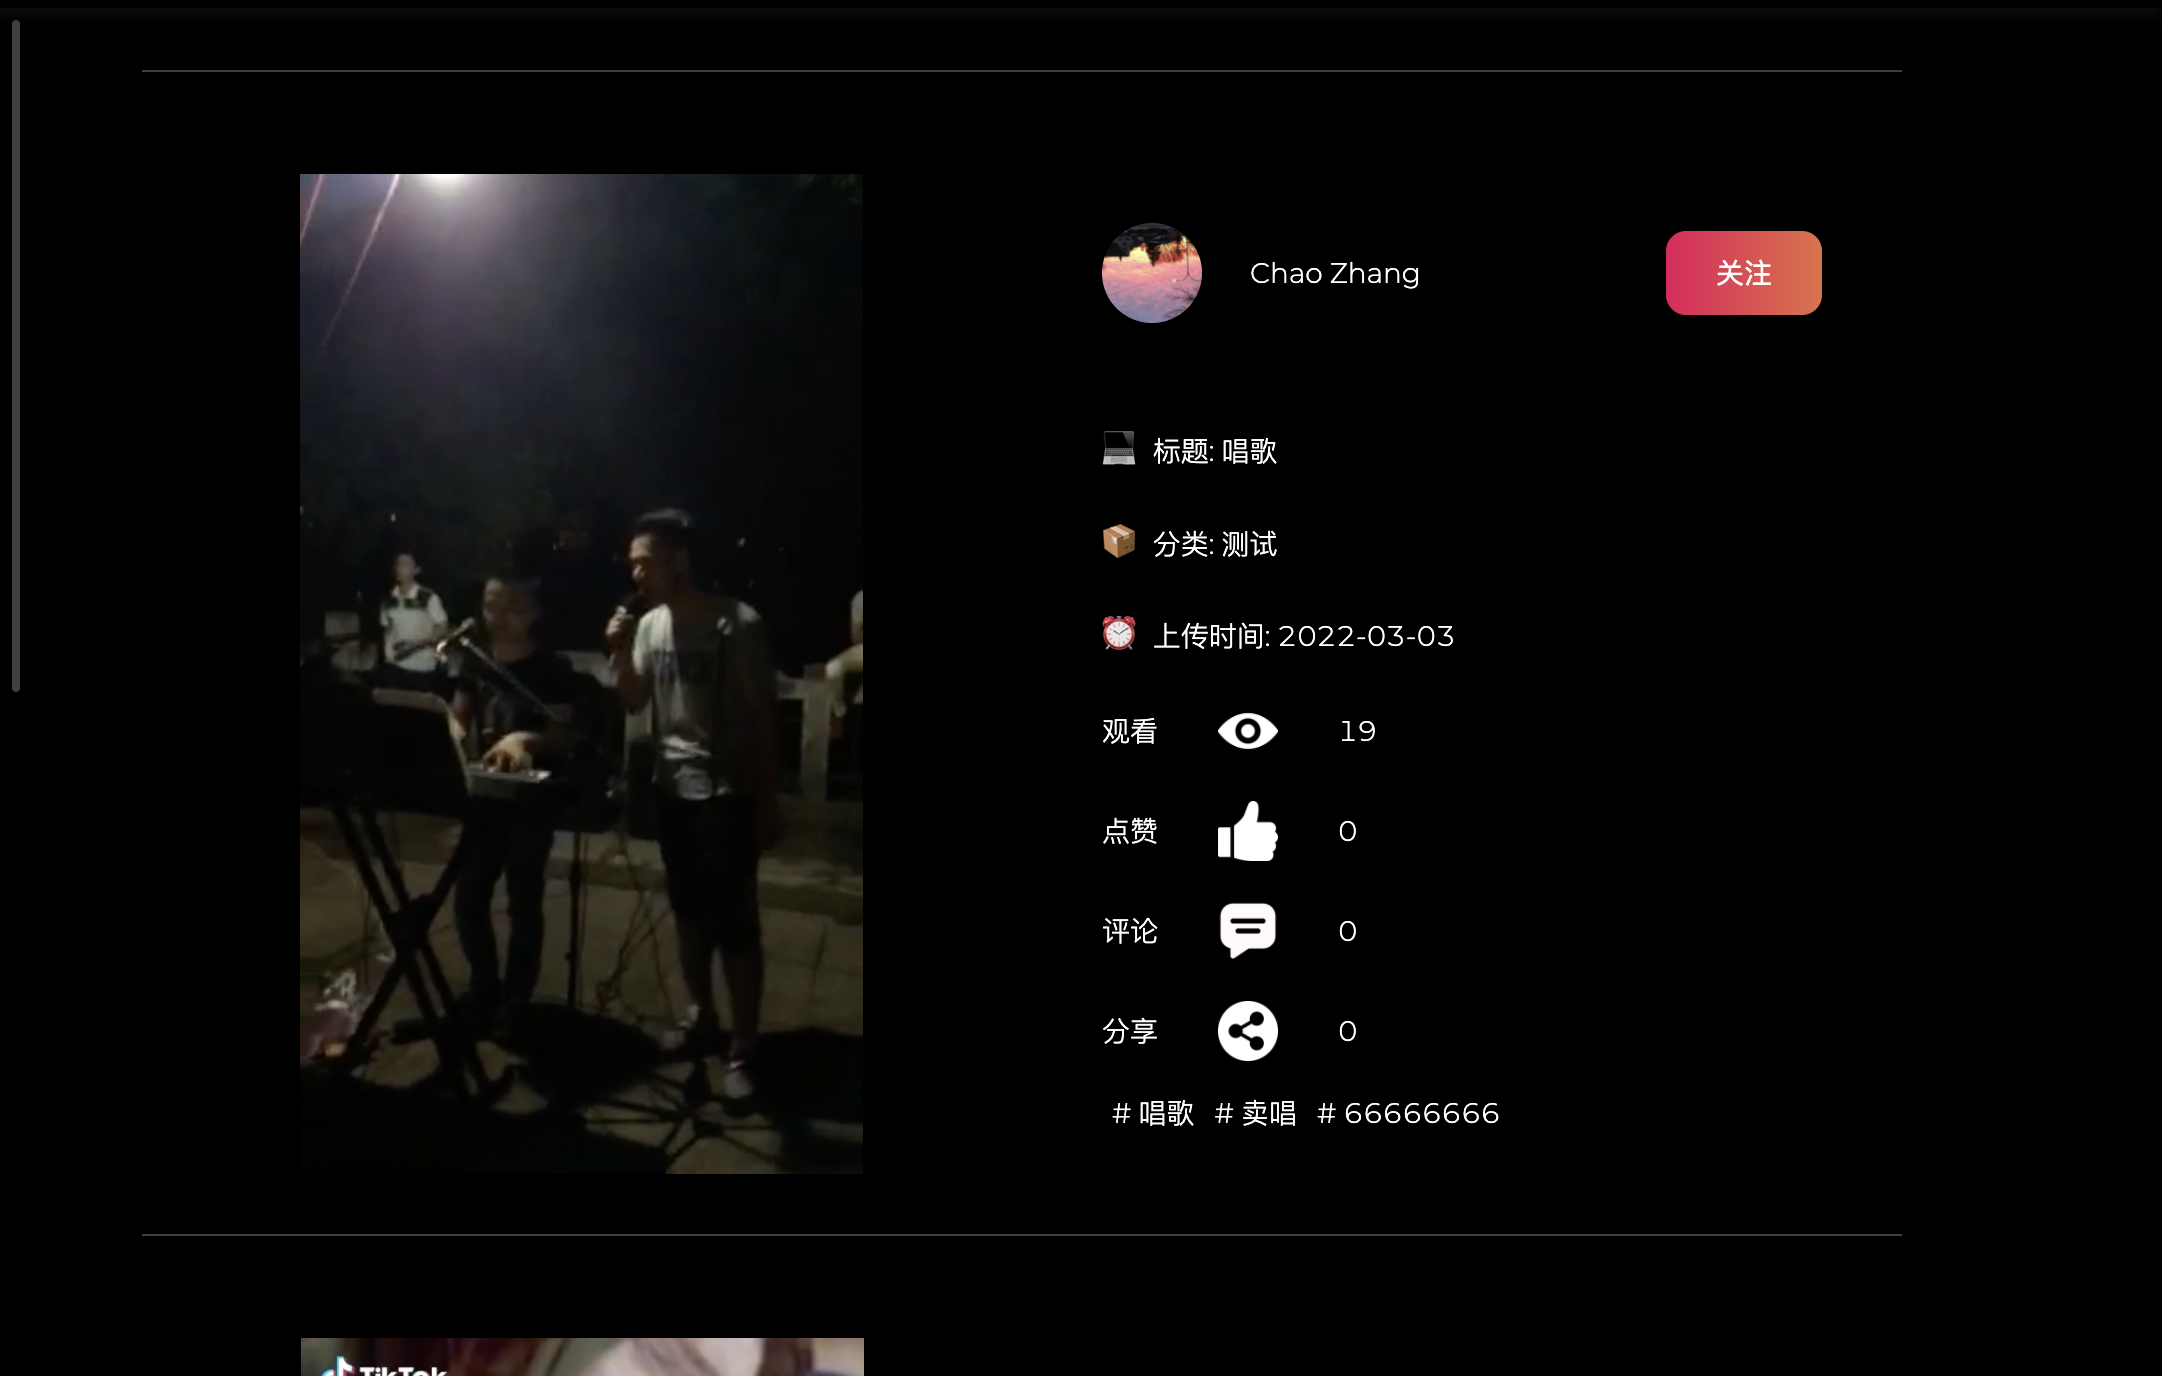 Chao Zhang
关注
标题: 唱歌
分类: 测试
上传时间: 2022-03-03
观看 19
点赞 0
评论 0
分享 0
# 唱歌 # 卖唱 # 66666666
TikTok